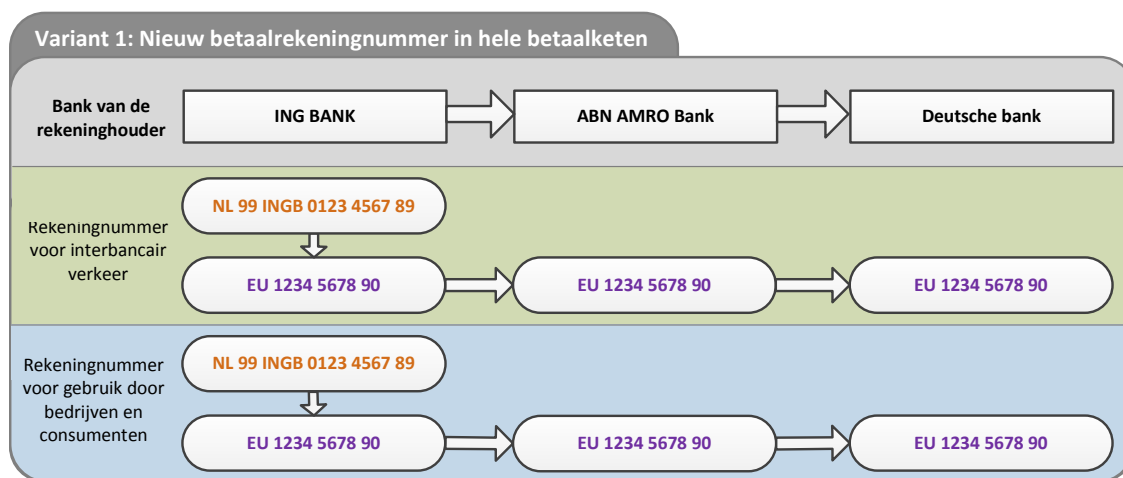 Variant 1: Nieuw betaalrekeningnummer in hele betaalketen
Bank van de
rekeninghouder
ING BANK
ABN AMRO Bank
Deutsche bank
Rekeningnummer
voor interbancair
verkeer
NL 99 INGB 0123 4567 89
EU 1234 5678 90
EU 1234 5678 90
EU 1234 5678 90
Rekeningnummer
voor gebruik door
bedrijven en
consumenten
NL 99 INGB 0123 4567 89
EU 1234 5678 90
EU 1234 5678 90
EU 1234 5678 90